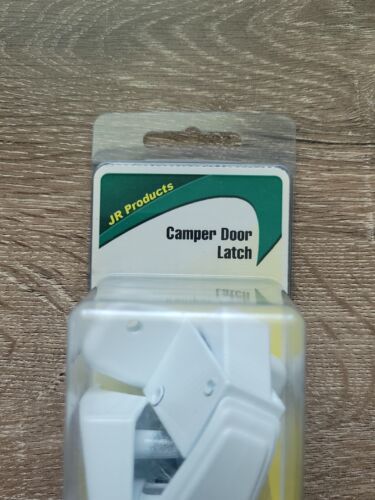 JR Products
Camper Door
Latch